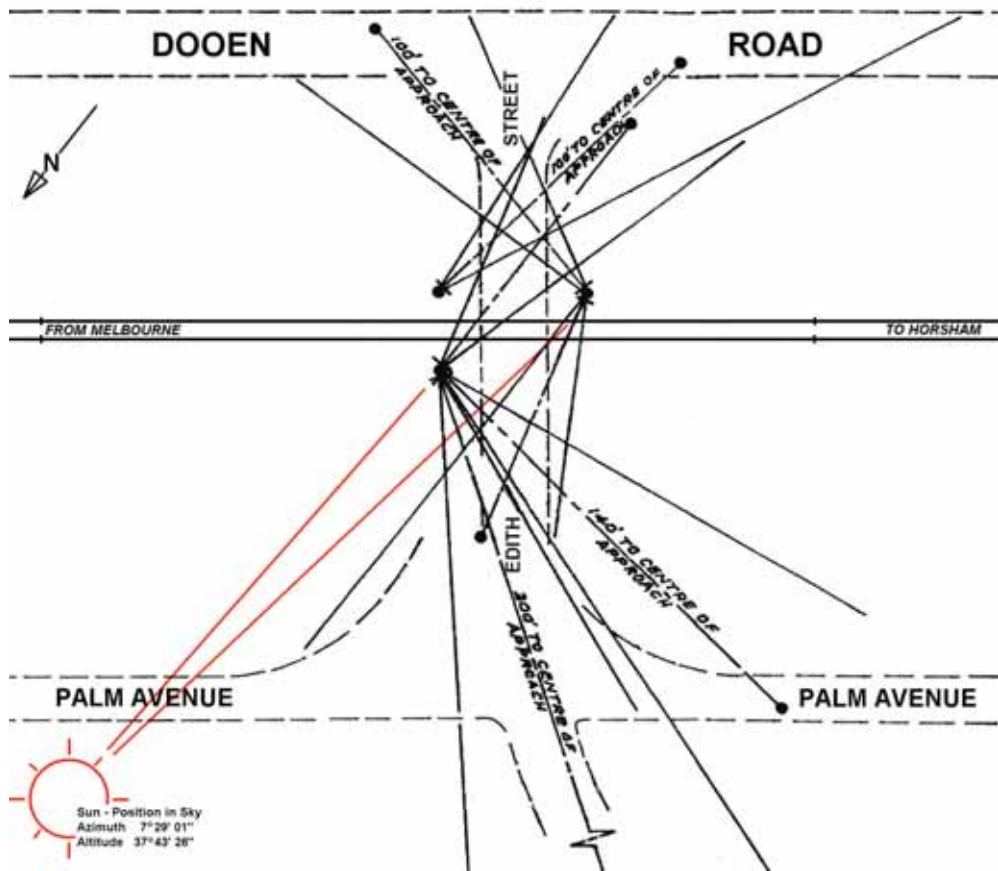 DOOEN
ROAD
100' TO CENTRE OF
APPROACH
STREET
100' TO CENTRE OF
APPROACH
N
FROM MELBOURNE
TO HORSHAM
EDITH
140' TO CENTRE OF
APPROACH
200' TO CENTRE OF
APPROACH
PALM AVENUE
PALM AVENUE
Sun - Position in Sky
Azimuth 7° 29' 01"
Altitude 37° 43' 26"